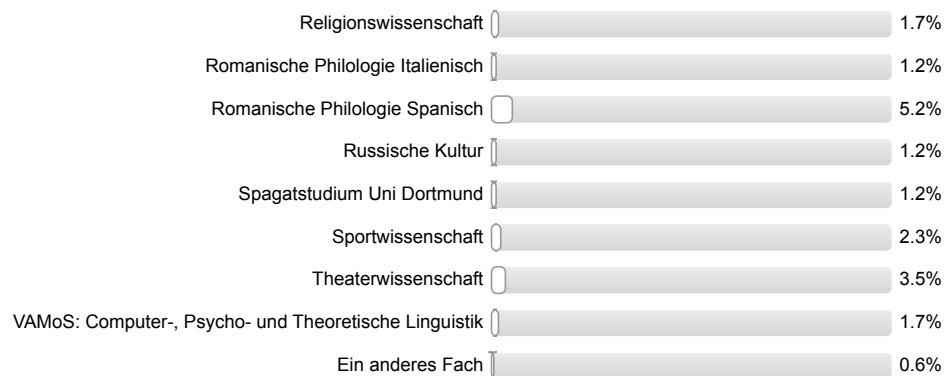 Religionswissenschaft 1.7%
Romanische Philologie Italienisch 1.2%
Romanische Philologie Spanisch 5.2%
Russische Kultur 1.2%
Spagatstudium Uni Dortmund 1.2%
Sportwissenschaft 2.3%
Theaterwissenschaft 3.5%
VAMoS: Computer-, Psycho- und Theoretische Linguistik 1.7%
Ein anderes Fach 0.6%